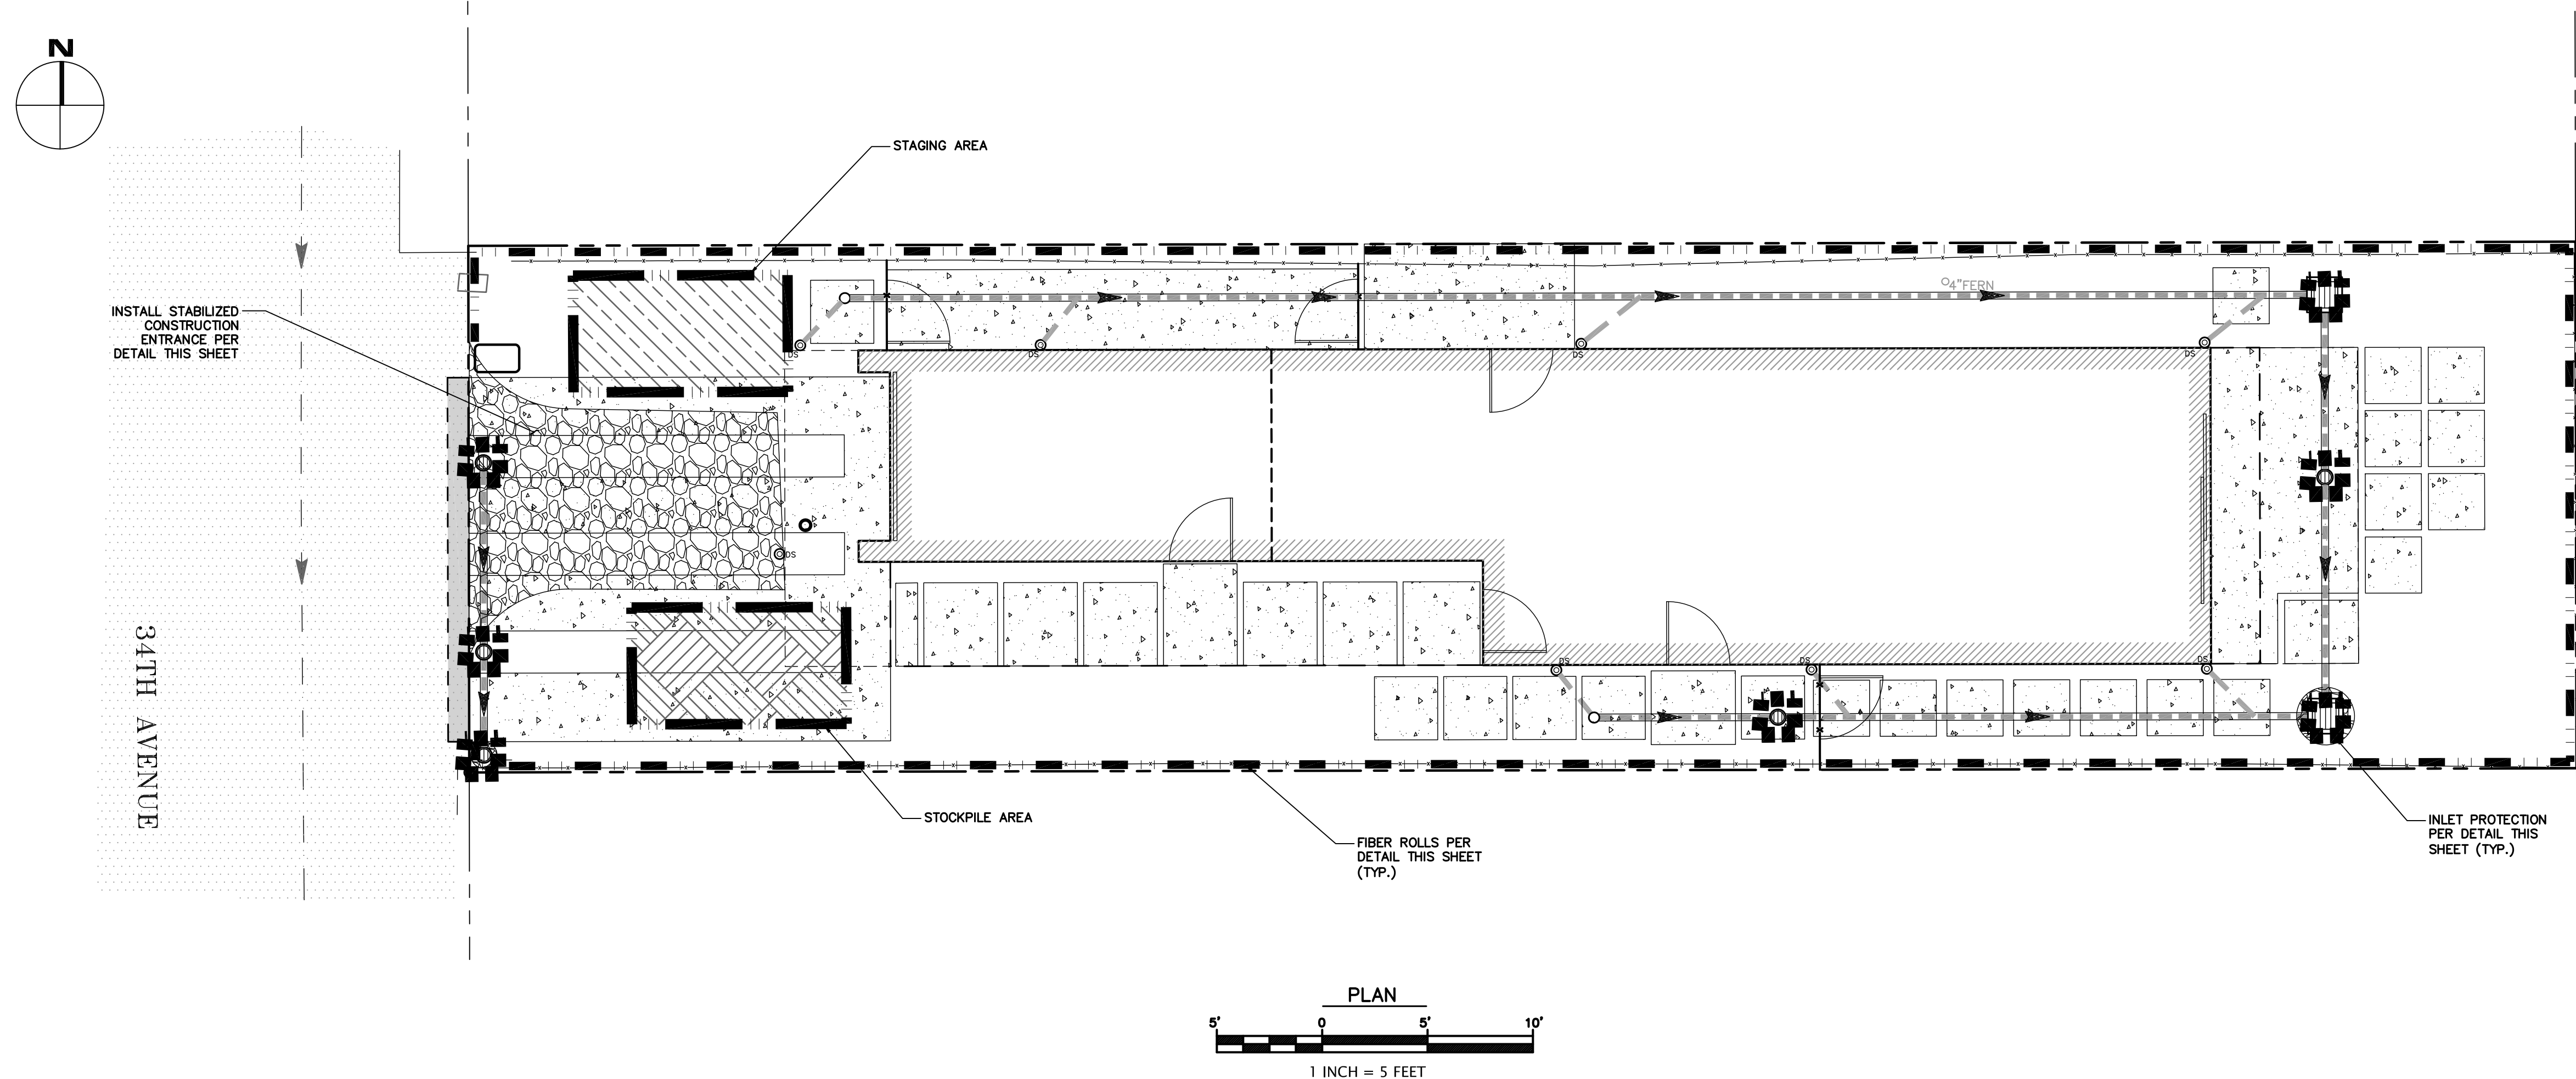 N
STAGING AREA
4"FERN
INSTALL STABILIZED
CONSTRUCTION
ENTRANCE PER
DETAIL THIS SHEET
DS
DS
DS
DS
DS
DS
DS
DS
34TH AVENUE
STOCKPILE AREA
FIBER ROLLS PER
DETAIL THIS SHEET
(TYP.)
INLET PROTECTION
PER DETAIL THIS
SHEET (TYP.)
PLAN
5' 0 5' 10'
1 INCH = 5 FEET